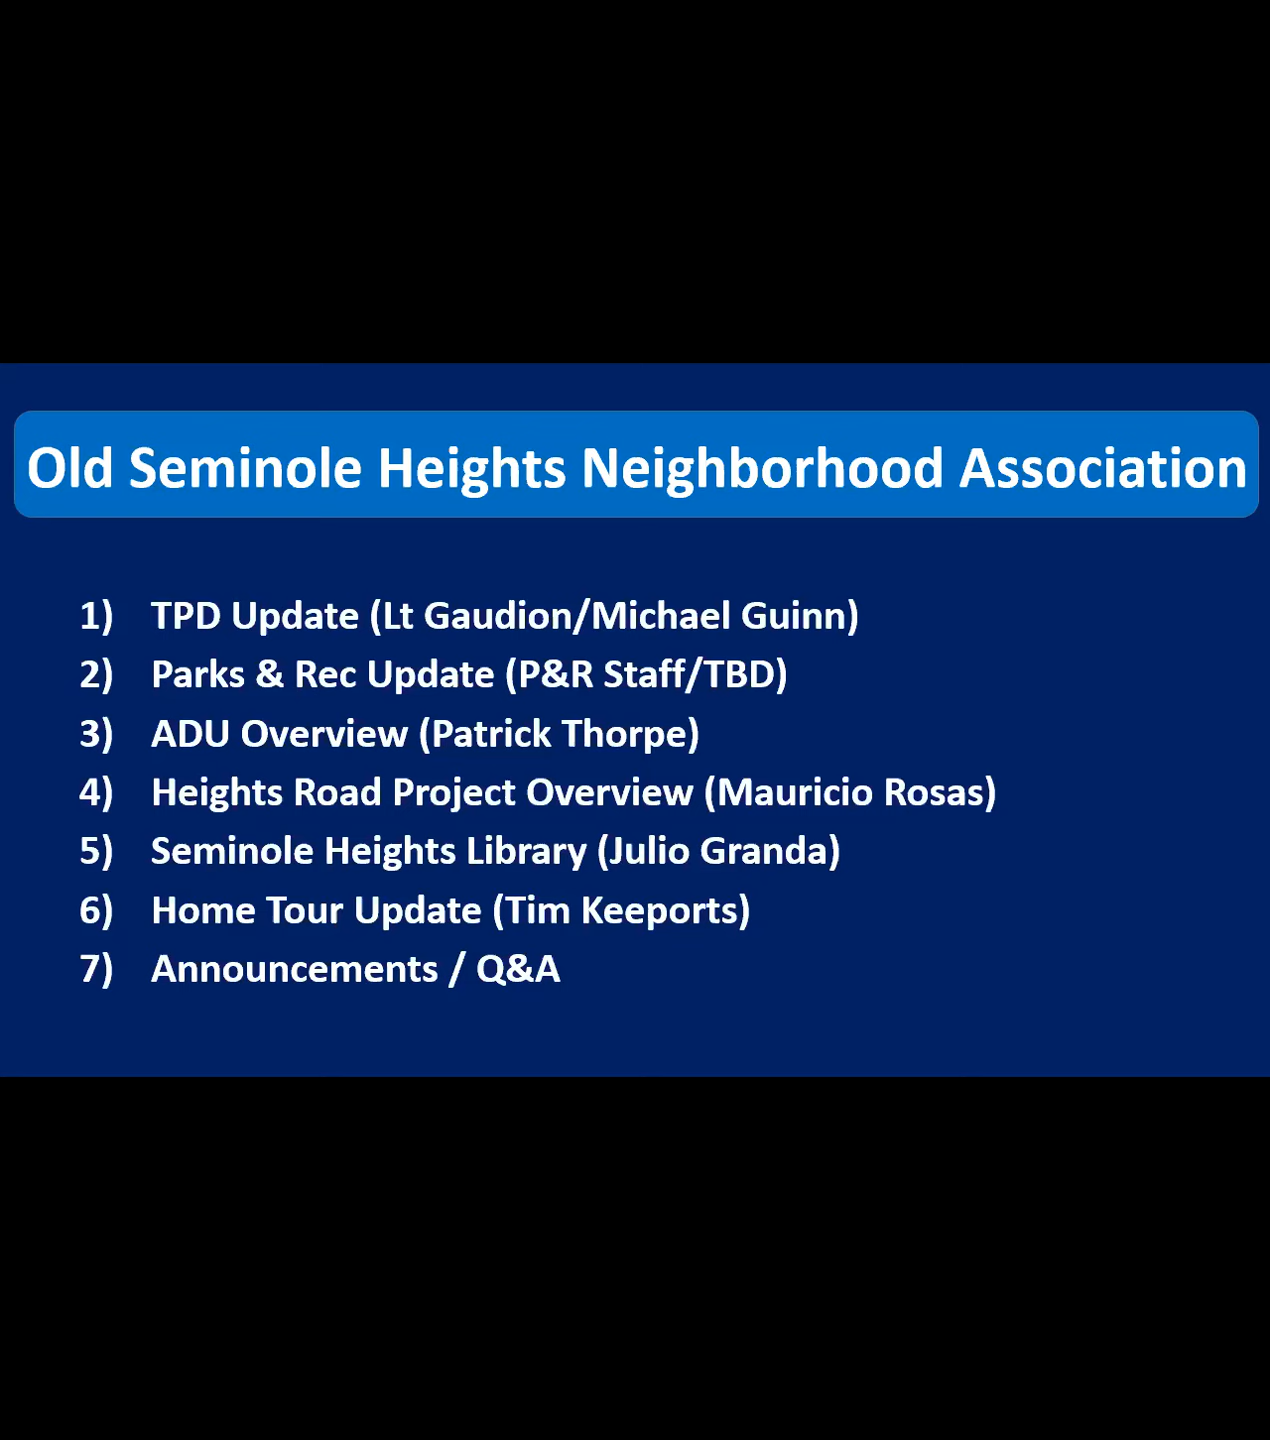 Old Seminole Heights Neighborhood Association
1) TPD Update (Lt Gaudion/Michael Guinn)
2) Parks & Rec Update (P&R Staff/TBD)
3) ADU Overview (Patrick Thorpe)
4) Heights Road Project Overview (Mauricio Rosas)
5) Seminole Heights Library (Julio Granda)
6) Home Tour Update (Tim Keeports)
7) Announcements / Q&A